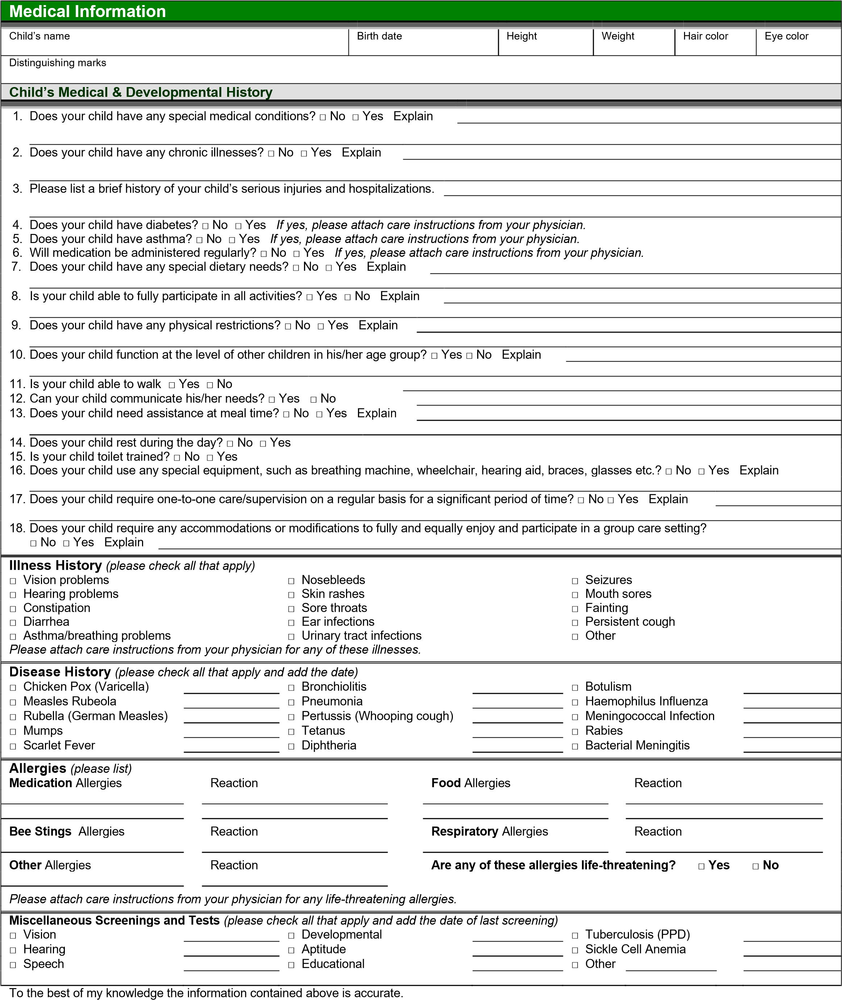 Medical Information
Child’s name Birth date Height Weight Hair color Eye color
Distinguishing marks
Child’s Medical & Developmental History
1. Does your child have any special medical conditions? □ No □ Yes Explain
2. Does your child have any chronic illnesses? □ No □ Yes Explain
3. Please list a brief history of your child’s serious injuries and hospitalizations.
4. Does your child have diabetes? □ No □ Yes If yes, please attach care instructions from your physician.
5. Does your child have asthma? □ No □ Yes If yes, please attach care instructions from your physician.
6. Will medication be administered regularly? □ No □ Yes If yes, please attach care instructions from your physician.
7. Does your child have any special dietary needs? □ No □ Yes Explain
8. Is your child able to fully participate in all activities? □ Yes □ No Explain
9. Does your child have any physical restrictions? □ No □ Yes Explain
10. Does your child function at the level of other children in his/her age group? □ Yes □ No Explain
11. Is your child able to walk □ Yes □ No
12. Can your child communicate his/her needs? □ Yes □ No
13. Does your child need assistance at meal time? □ No □ Yes Explain
14. Does your child rest during the day? □ No □ Yes
15. Is your child toilet trained? □ No □ Yes
16. Does your child use any special equipment, such as breathing machine, wheelchair, hearing aid, braces, glasses etc.? □ No □ Yes Explain
17. Does your child require one-to-one care/supervision on a regular basis for a significant period of time? □ No □ Yes Explain
18. Does your child require any accommodations or modifications to fully and equally enjoy and participate in a group care setting?
□ No □ Yes Explain
Illness History (please check all that apply)
□ Vision problems □ Nosebleeds □ Seizures
□ Hearing problems □ Skin rashes □ Mouth sores
□ Constipation □ Sore throats □ Fainting
□ Diarrhea □ Ear infections □ Persistent cough
□ Asthma/breathing problems □ Urinary tract infections □ Other
Please attach care instructions from your physician for any of these illnesses.
Disease History (please check all that apply and add the date)
□ Chicken Pox (Varicella) □ Bronchiolitis □ Botulism
□ Measles Rubeola □ Pneumonia □ Haemophilus Influenza
□ Rubella (German Measles) □ Pertussis (Whooping cough) □ Meningococcal Infection
□ Mumps □ Tetanus □ Rabies
□ Scarlet Fever □ Diphtheria □ Bacterial Meningitis
Allergies (please list)
Medication Allergies Reaction Food Allergies Reaction
Bee Stings Allergies Reaction Respiratory Allergies Reaction
Other Allergies Reaction Are any of these allergies life-threatening? □ Yes □ No
Please attach care instructions from your physician for any life-threatening allergies.
Miscellaneous Screenings and Tests (please check all that apply and add the date of last screening)
□ Vision □ Developmental □ Tuberculosis (PPD)
□ Hearing □ Aptitude □ Sickle Cell Anemia
□ Speech □ Educational □ Other
To the best of my knowledge the information contained above is accurate.